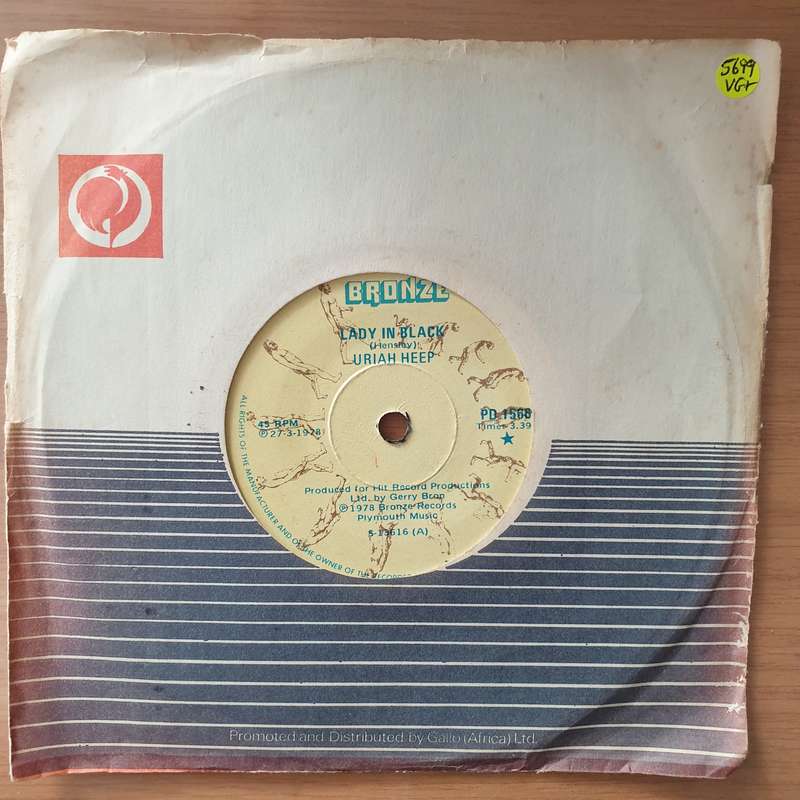 5699
VG+
BRONZE
LADY IN BLACK
(Hensley)
URIAH HEEP
45 RPM
℗ 27-3-1978
PD 1568
Time: 3.39
Produced for Hit Record Productions
Ltd. by Gerry Bron
℗ 1978 Bronze Records
Plymouth Music
S-13616 (A)
ALL RIGHTS OF THE MANUFACTURER AND OF THE OWNER OF THE RECORDED
Promoted and Distributed by Gallo (Africa) Ltd.